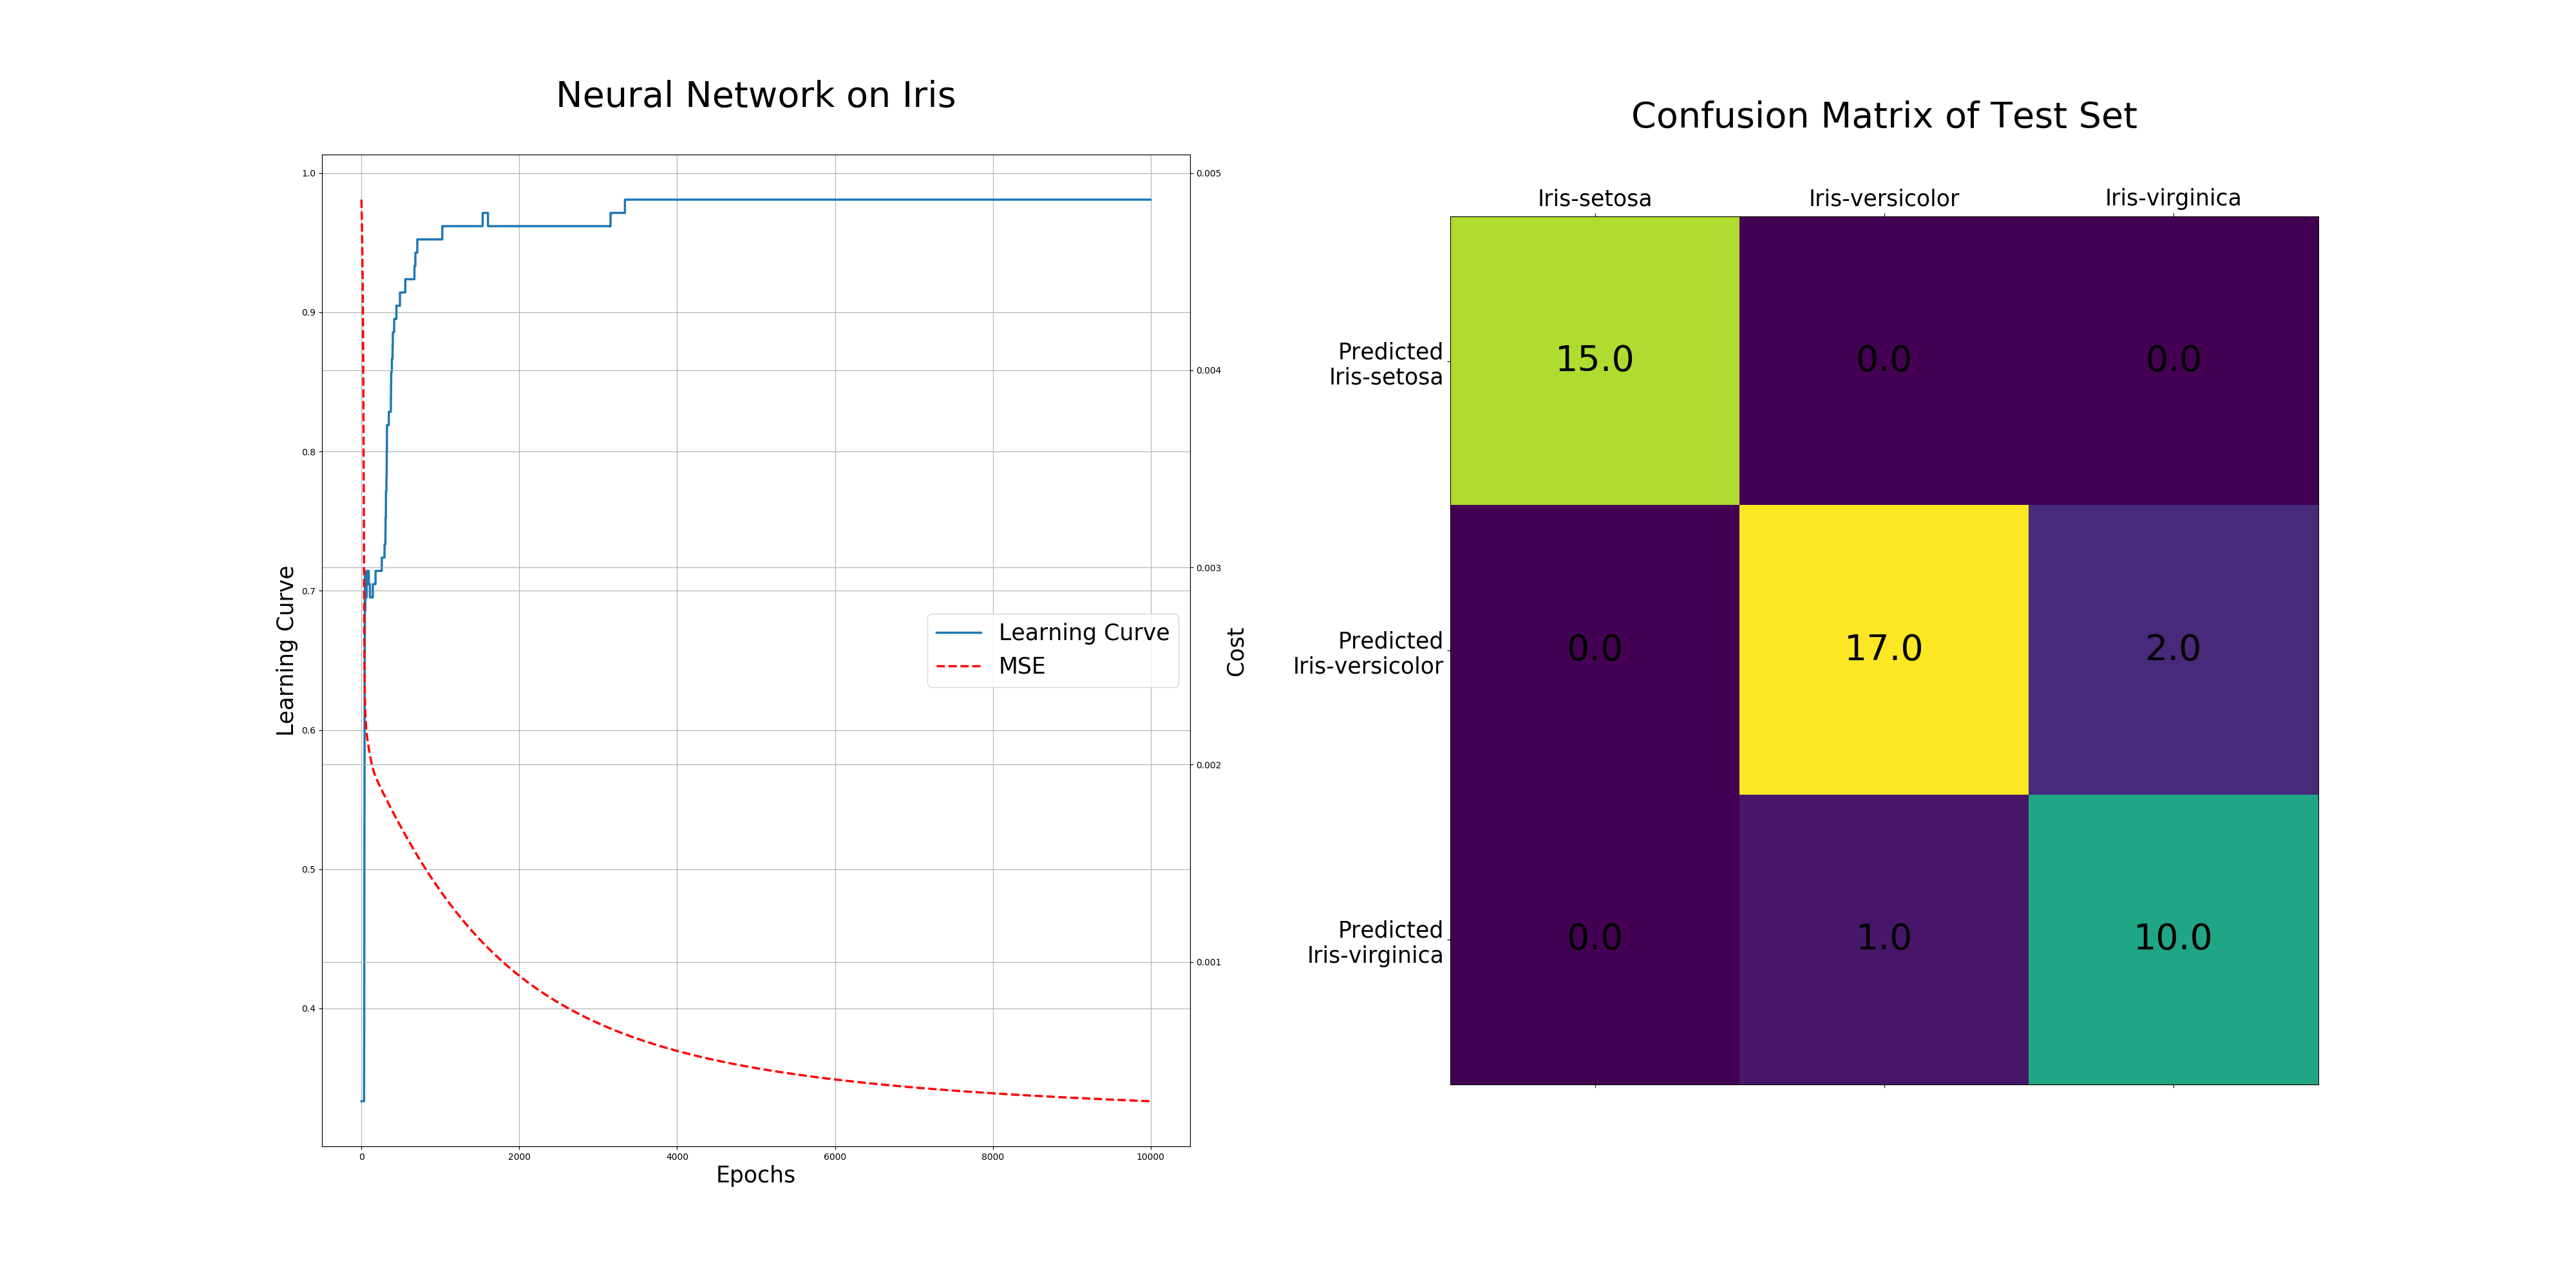 Neural Network on Iris
1.0
0.9
0.8
0.7
0.6
0.5
0.4
Learning Curve
0
2000
4000
6000
8000
10000
Epochs
0.005
0.004
0.003
0.002
0.001
Cost
Learning Curve
MSE
Confusion Matrix of Test Set
Iris-setosa Iris-versicolor Iris-virginica
Predicted
Iris-setosa
15.0 0.0 0.0
Predicted
Iris-versicolor
0.0 17.0 2.0
Predicted
Iris-virginica
0.0 1.0 10.0